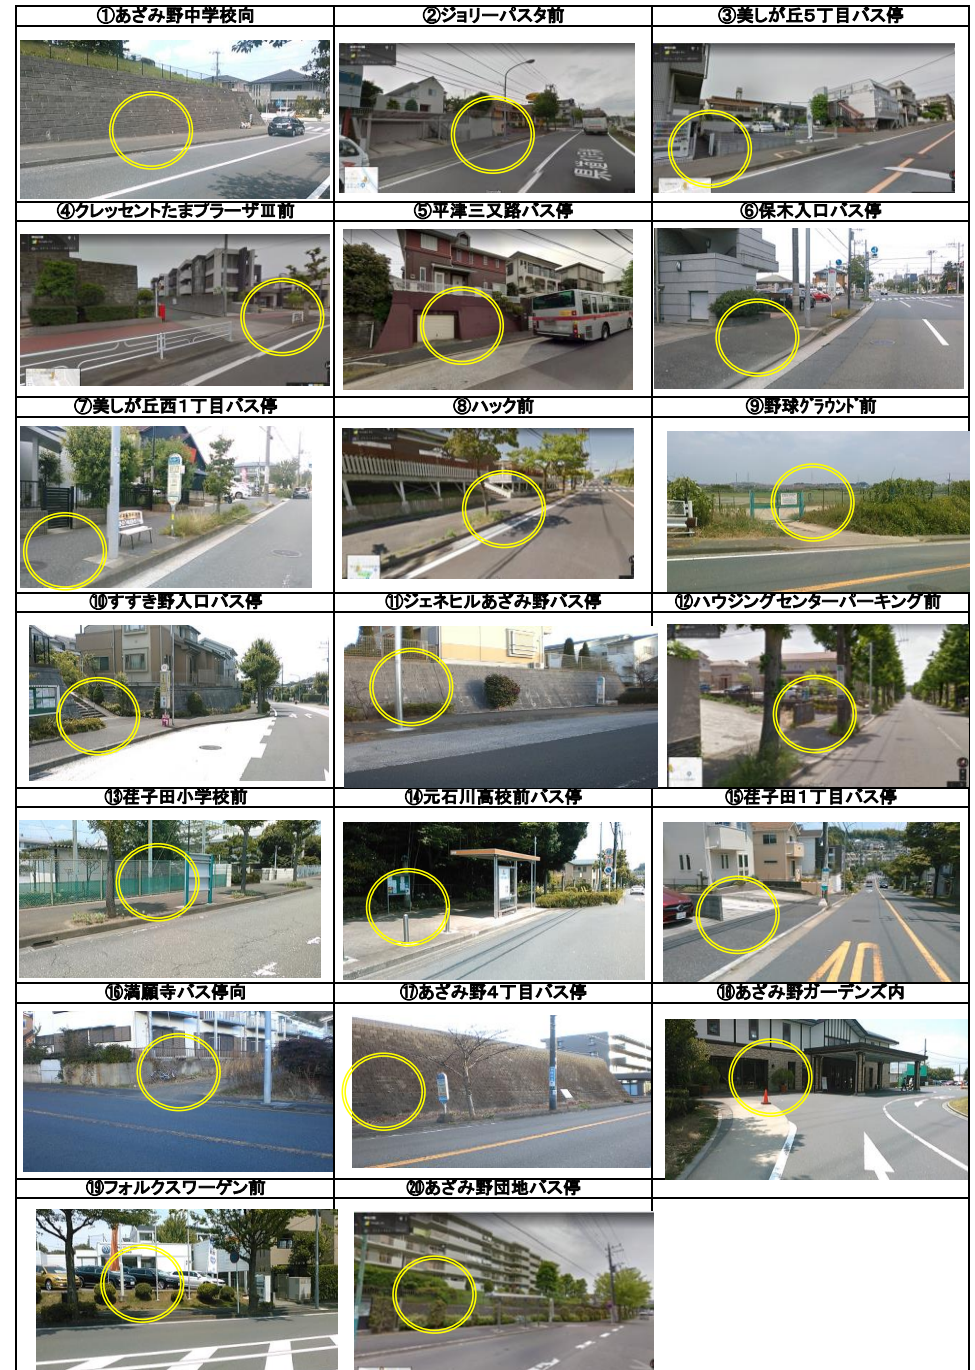 ①あざみ野中学校向
②ジョリーパスタ前
③美しが丘5丁目バス停
④クレッセントたまプラーザⅢ前
⑤平津三又路バス停
⑥保木入口バス停
⑦美しが丘西1丁目バス停
⑧ハック前
⑨野球グラウンド前
⑩すすき野入口バス停
⑪ジェネヒルあざみ野バス停
⑫ハウジングセンターパーキング前
⑬荏子田小学校前
⑭元石川高校前バス停
⑮荏子田1丁目バス停
40
⑯満願寺バス停向
⑰あざみ野4丁目バス停
⑱あざみ野ガーデンズ内
⑲フォルクスワーゲン前
⑳あざみ野団地バス停